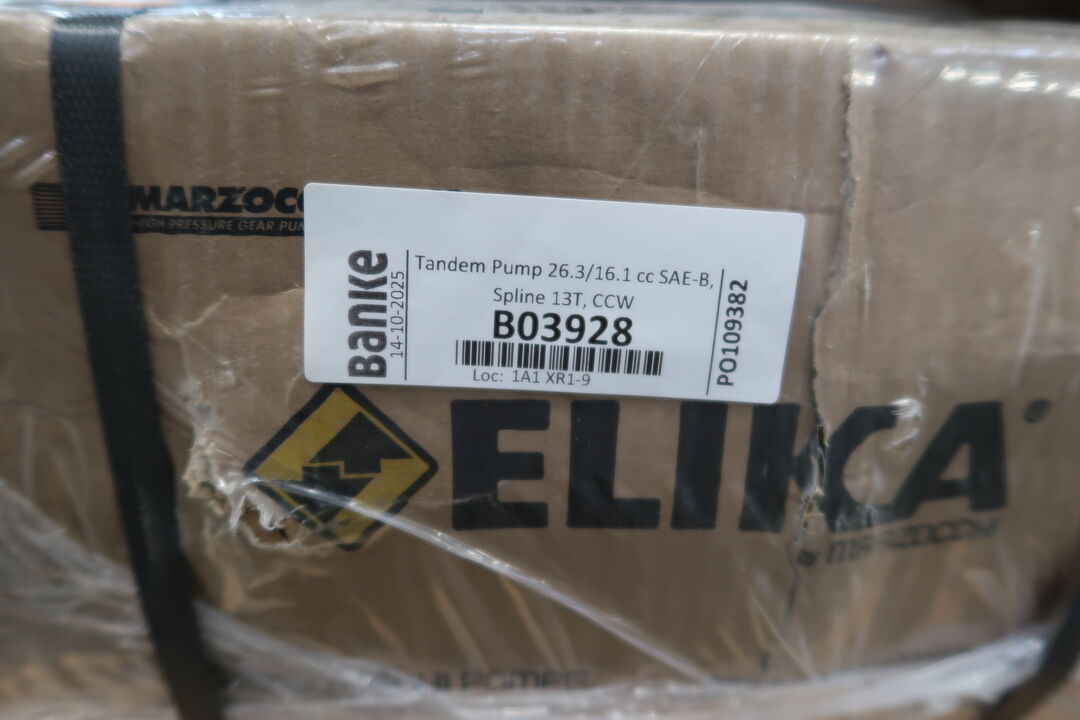 MARZOCC
HIGH PRESSURE GEAR PUM
Banke
14-10-2025
Tandem Pump 26.3/16.1 cc SAE-B,
Spline 13T, CCW
B03928
Loc: 1A1 XR1-9
PO109382
ELIKA®
by MARZOCCHI